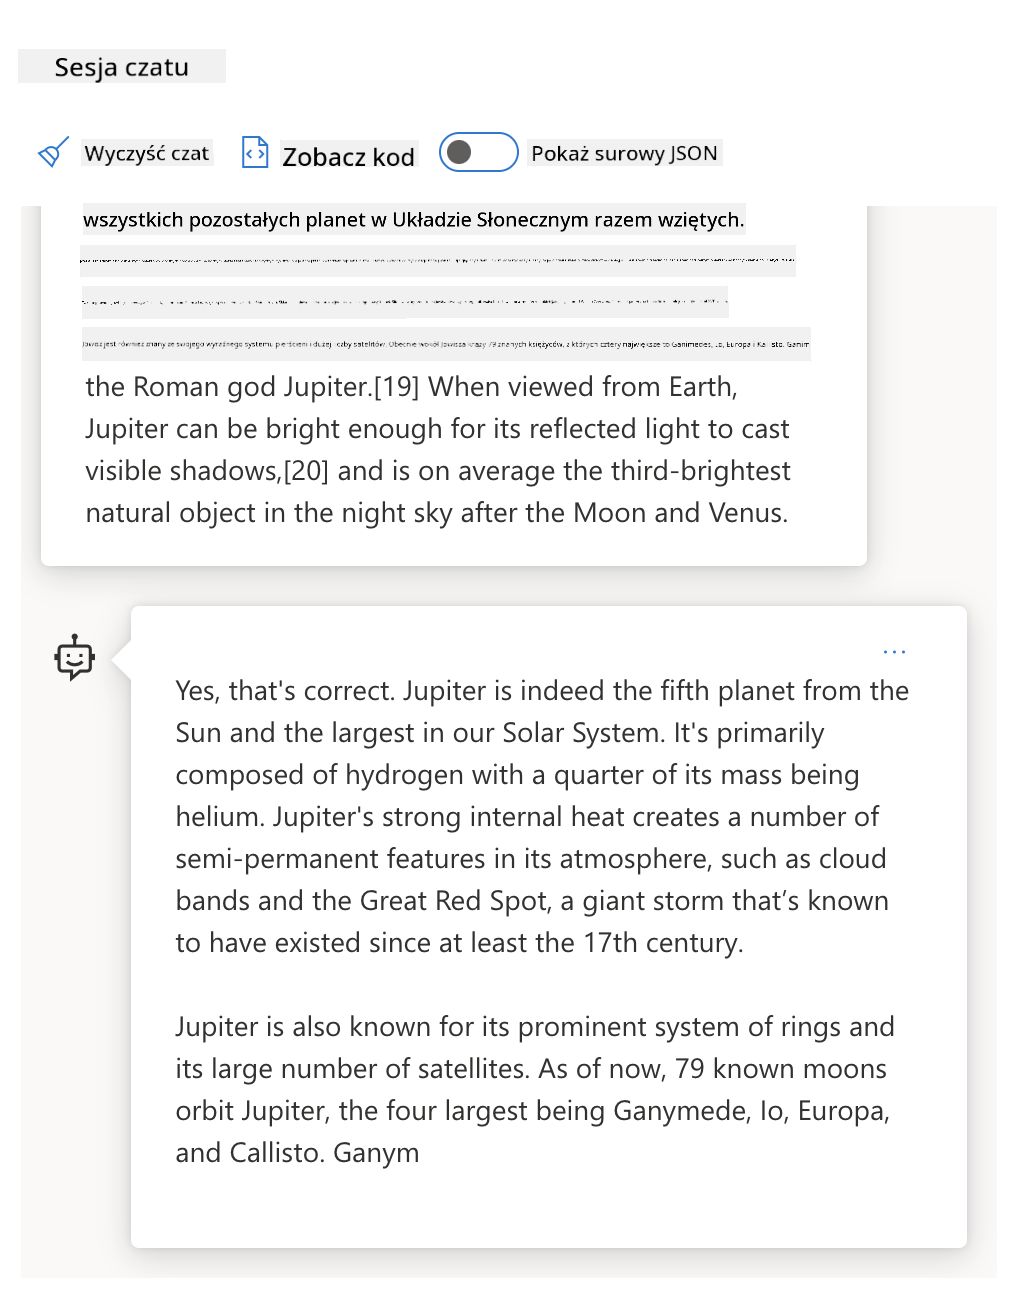 Sesja czatu
Wyczyść czat
Zobacz kod
Pokaż surowy JSON
wszystkich pozostałych planet w Układzie Słonecznym razem wziętych.
Jowisz jest również znany ze swojego wyraźnego systemu pierścieni i dużej liczby satelitów. Obecnie wokół Jowisza krąży 79 znanych księżyców, z których cztery największe to Ganimedes, Io, Europa i Kallisto. Ganim
the Roman god Jupiter.[19] When viewed from Earth,
Jupiter can be bright enough for its reflected light to cast
visible shadows,[20] and is on average the third-brightest
natural object in the night sky after the Moon and Venus.
...
Yes, that's correct. Jupiter is indeed the fifth planet from the
Sun and the largest in our Solar System. It's primarily
composed of hydrogen with a quarter of its mass being
helium. Jupiter's strong internal heat creates a number of
semi-permanent features in its atmosphere, such as cloud
bands and the Great Red Spot, a giant storm that’s known
to have existed since at least the 17th century.
Jupiter is also known for its prominent system of rings and
its large number of satellites. As of now, 79 known moons
orbit Jupiter, the four largest being Ganymede, Io, Europa,
and Callisto. Ganym